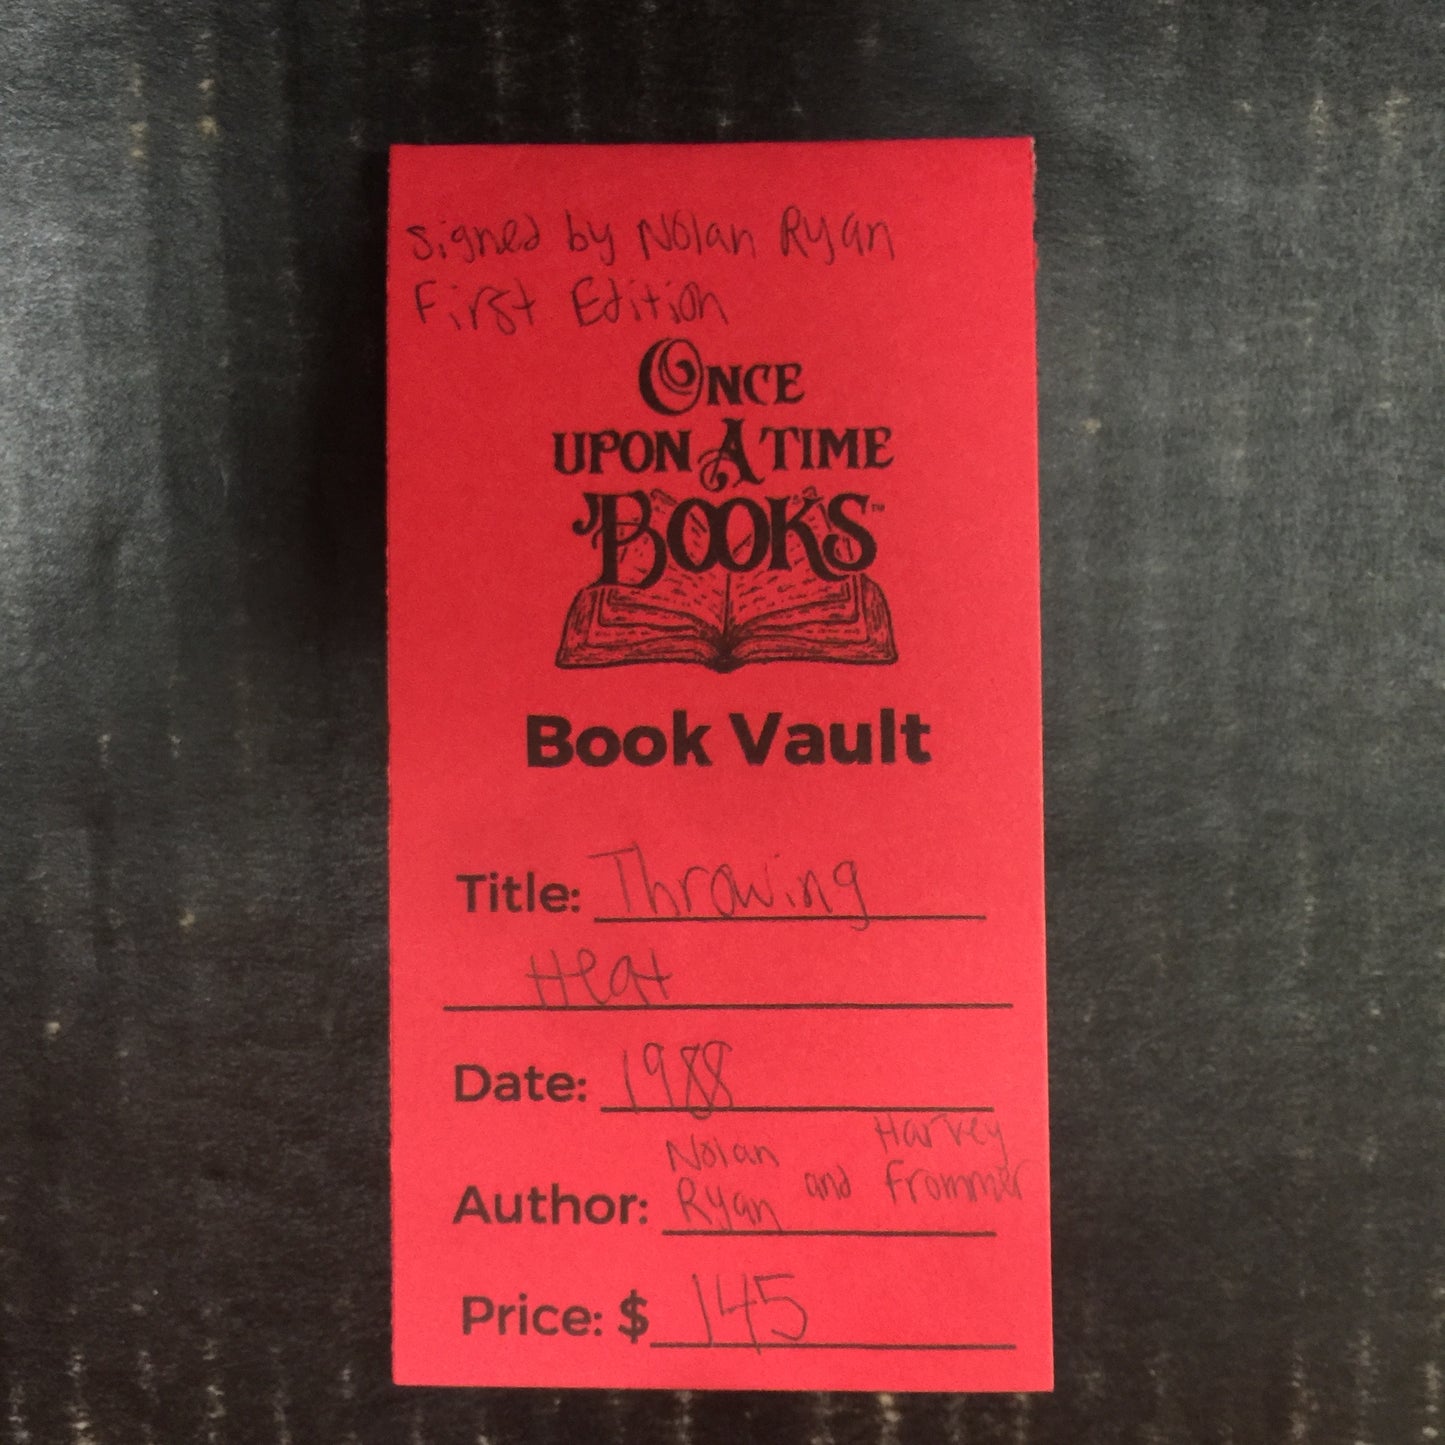 signed by Nolan Ryan
First Edition
ONCE
UPON A TIME
BOOKS™
Book Vault
Title: Throwing
Heat
Date: 1988
Author: Nolan Ryan and Harvey Frommer
Price: $ 145